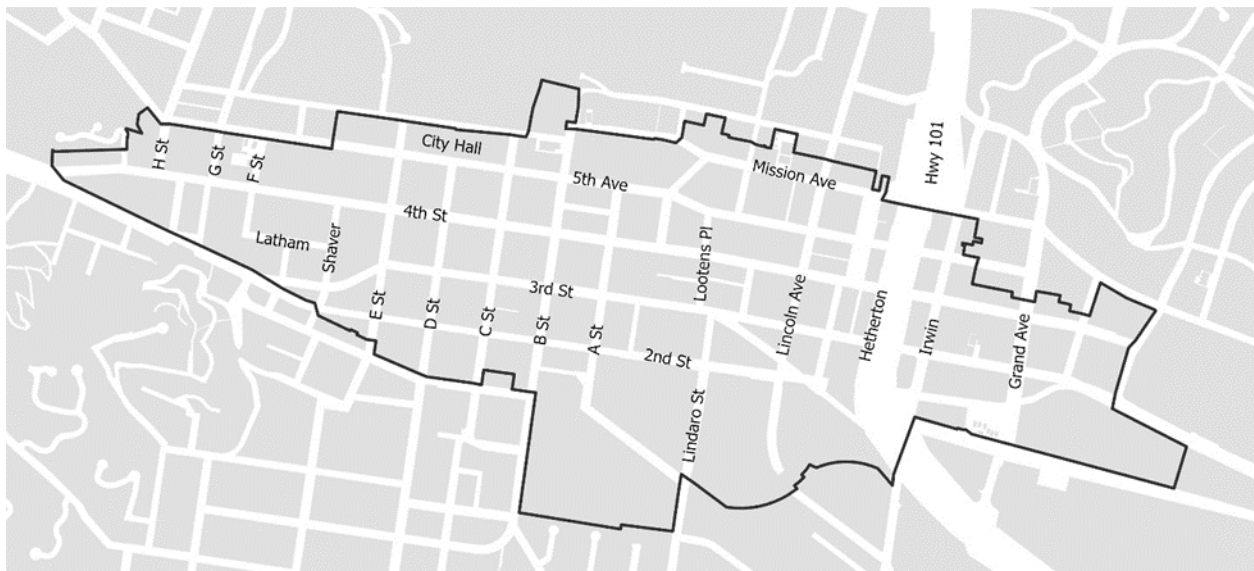 City Hall
Hwy 101
H St
G St
F St
5th Ave
Mission Ave
4th St
Latham
Shaver
Lootens Pl
3rd St
E St
D St
C St
B St
A St
Lincoln Ave
Hetherton
Irwin
Grand Ave
2nd St
Lindaro St